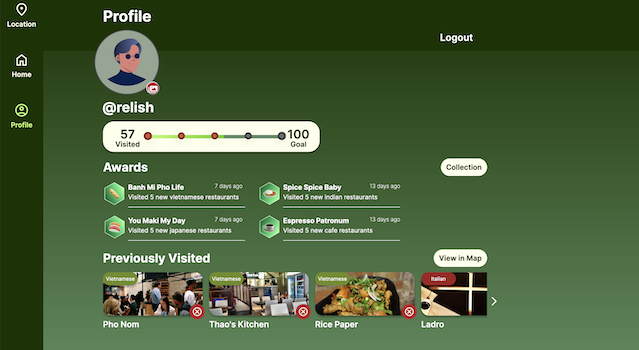 Location
Home
Profile
Profile
Logout
@relish
57
Visited
100
Goal
Awards
Collection
Banh Mi Pho Life
7 days ago
Visited 5 new vietnamese restaurants
Spice Spice Baby
13 days ago
Visited 5 new indian restaurants
You Maki My Day
7 days ago
Visited 5 new japanese restaurants
Espresso Patronum
13 days ago
Visited 5 new cafe restaurants
Previously Visited
View in Map
Vietnamese
Vietnamese
Vietnamese
Italian
Pho Nom
Thao's Kitchen
Rice Paper
Ladro